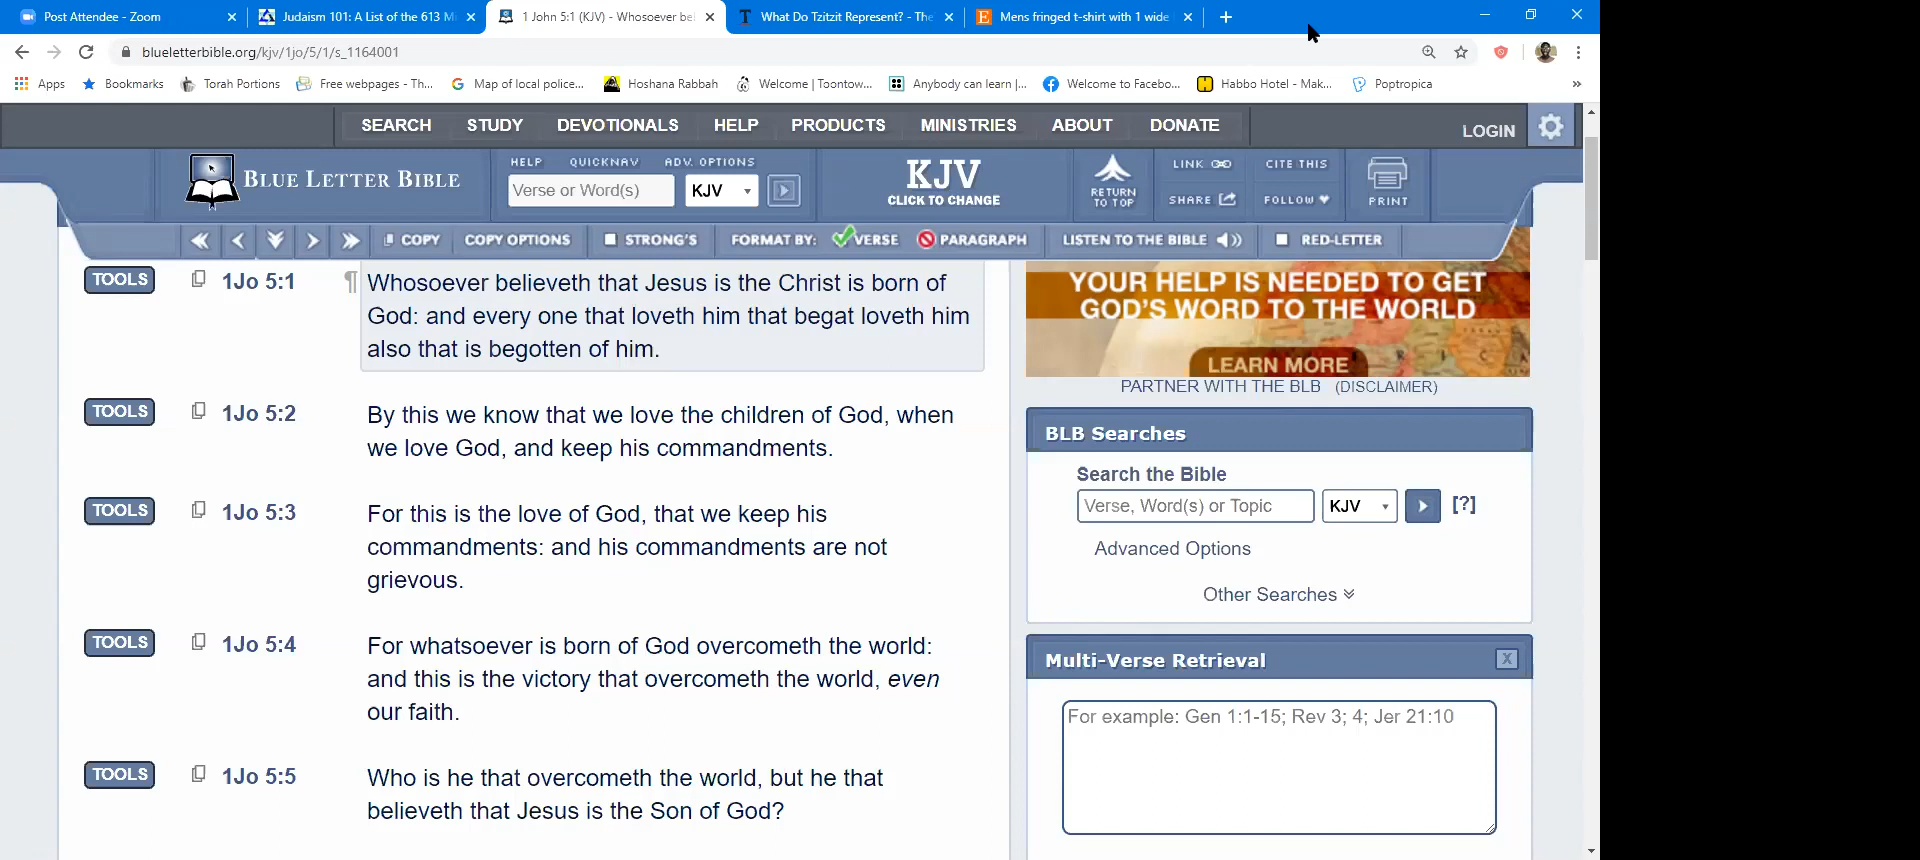 Post Attendee - Zoom
Judaism 101: A List of the 613 M
1 John 5:1 (KJV) - Whosoever bel
What Do Tzitzit Represent? - The
Mens fringed t-shirt with 1 wide
blueletterbible.org/kjv/1jo/5/1/s_1164001
Apps Bookmarks Torah Portions Free webpages - Th... Map of local police... Hoshana Rabbah Welcome | Toontow... Anybody can learn |... Welcome to Facebo... Habbo Hotel - Mak... Poptropica »
SEARCH STUDY DEVOTIONALS HELP PRODUCTS MINISTRIES ABOUT DONATE LOGIN
BLUE LETTER BIBLE
HELP QUICKNAV ADV. OPTIONS
Verse or Word(s) KJV
KJV
CLICK TO CHANGE
RETURN
TO TOP
LINK CITE THIS
SHARE FOLLOW
PRINT
COPY COPY OPTIONS STRONG'S FORMAT BY: VERSE PARAGRAPH LISTEN TO THE BIBLE RED-LETTER
TOOLS 1Jo 5:1 ¶ Whosoever believeth that Jesus is the Christ is born of
God: and every one that loveth him that begat loveth him
also that is begotten of him.
TOOLS 1Jo 5:2 By this we know that we love the children of God, when
we love God, and keep his commandments.
TOOLS 1Jo 5:3 For this is the love of God, that we keep his
commandments: and his commandments are not
grievous.
TOOLS 1Jo 5:4 For whatsoever is born of God overcometh the world:
and this is the victory that overcometh the world, even
our faith.
TOOLS 1Jo 5:5 Who is he that overcometh the world, but he that
believeth that Jesus is the Son of God?
YOUR HELP IS NEEDED TO GET
GOD'S WORD TO THE WORLD
LEARN MORE
PARTNER WITH THE BLB (DISCLAIMER)
BLB Searches
Search the Bible
Verse, Word(s) or Topic KJV [?]
Advanced Options
Other Searches
Multi-Verse Retrieval X
For example: Gen 1:1-15; Rev 3; 4; Jer 21:10